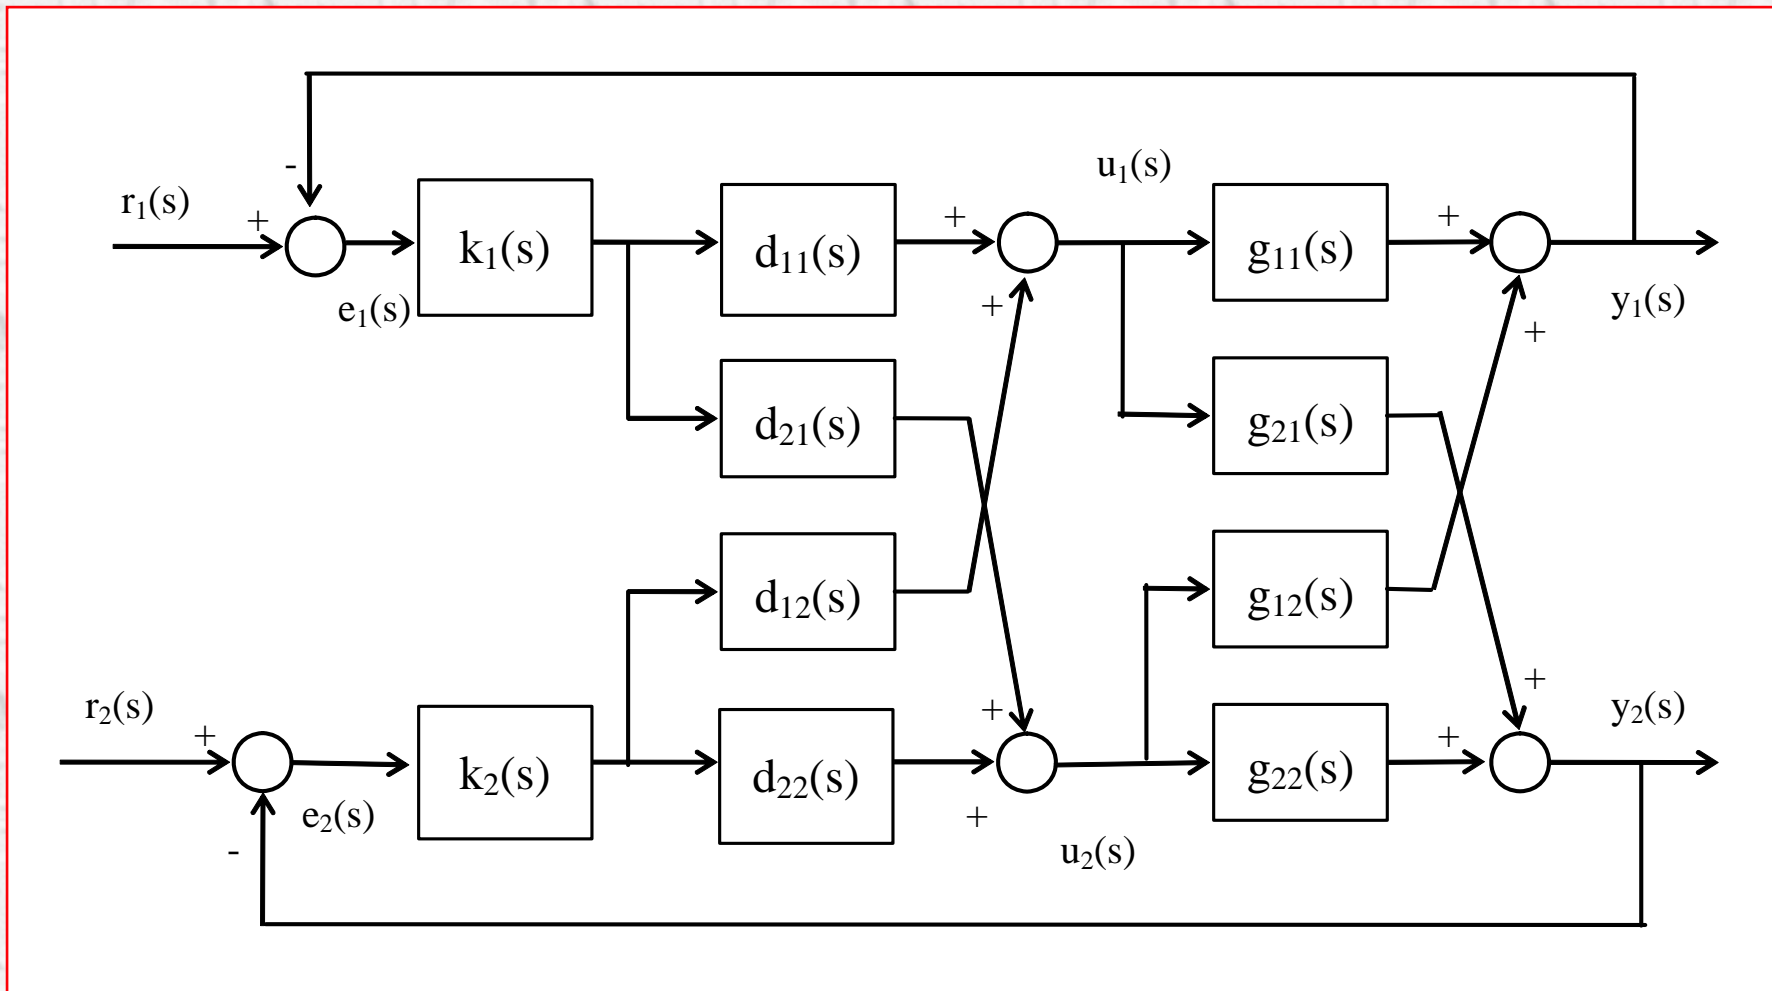 -
u₁(s)
r₁(s)
+
k₁(s)
d₁₁(s)
+
g₁₁(s)
+
e₁(s)
+
y₁(s)
+
d₂₁(s)
g₂₁(s)
d₁₂(s)
g₁₂(s)
r₂(s)
+
k₂(s)
d₂₂(s)
+
+
g₂₂(s)
+
+
y₂(s)
e₂(s)
-
u₂(s)